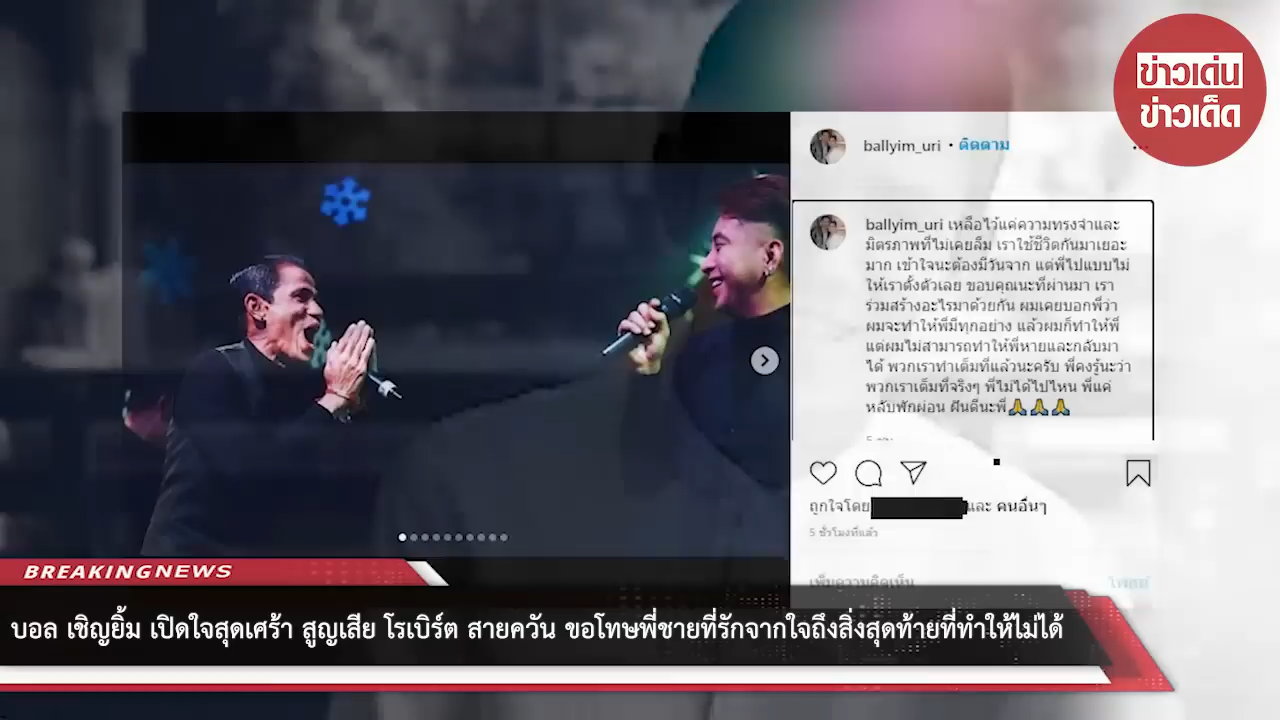 ข่าวเด่น
ข่าวเด็ด
ballyim_uri • ติดตาม
ballyim_uri เหลือไว้แค่ความทรงจำและ
มิตรภาพที่ไม่เคยลืม เราใช้ชีวิตกันมาเยอะ
มาก เข้าใจนะต้องมีวันจาก แต่พี่ไปแบบไม่
ให้เราตั้งตัวเลย ขอบคุณนะที่ผ่านมา เรา
ร่วมสร้างอะไรมาด้วยกัน ผมเคยบอกพี่ว่า
ผมจะทำให้พี่มีทุกอย่าง แล้วผมก็ทำให้พี่
แต่ผมไม่สามารถทำให้พี่หายและกลับมา
ได้ พวกเราทำเต็มที่แล้วนะครับ พี่คงรู้นะว่า
พวกเราเต็มที่จริงๆ พี่ไม่ได้ไปไหน พี่แค่
หลับพักผ่อน ฝันดีนะพี่🙏🙏🙏
ถูกใจโดย และ คนอื่นๆ
5 ชั่วโมงที่แล้ว
เพิ่มความคิดเห็น
โพสต์
BREAKING NEWS
บอล เชิญยิ้ม เปิดใจสุดเศร้า สูญเสีย โรเบิร์ต สายควัน ขอโทษพี่ชายที่รักจากใจถึงสิ่งสุดท้ายที่ทำให้ไม่ได้